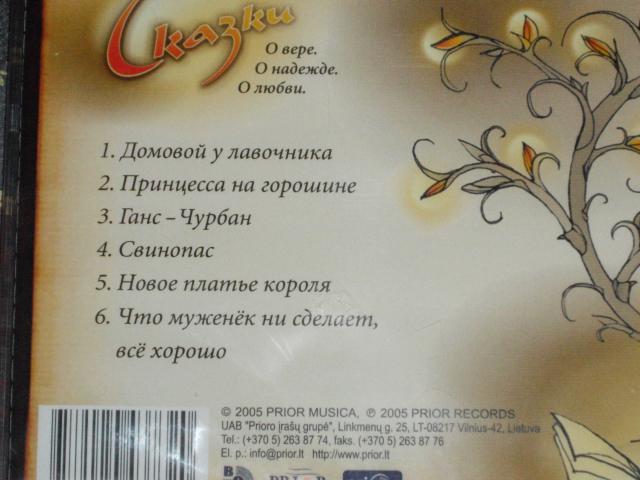 Сказки
О вере.
О надежде.
О любви.
1. Домовой у лавочника
2. Принцесса на горошине
3. Ганс – Чурбан
4. Свинопас
5. Новое платье короля
6. Что муженёк ни сделает,
всё хорошо
© 2005 PRIOR MUSICA, ℗ 2005 PRIOR RECORDS
UAB "Prioro įrašų grupė", Linkmenų g. 25, LT-08217 Vilnius-42, Lietuva
Tel.: (+370 5) 263 87 74, faks. (+370 5) 263 87 76
El. p.: info@prior.lt http://www.prior.lt